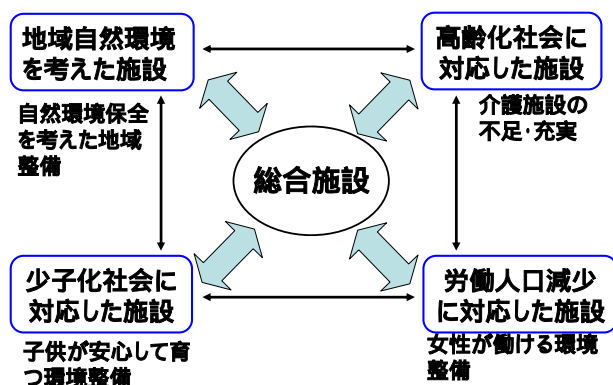 地域自然環境
を考えた施設
高齢化社会に
対応した施設
自然環境保全
を考えた地域
整備
介護施設の
不足・充実
総合施設
少子化社会に
対応した施設
労働人口減少
に対応した施設
子供が安心して育
つ環境整備
女性が働ける環境
整備